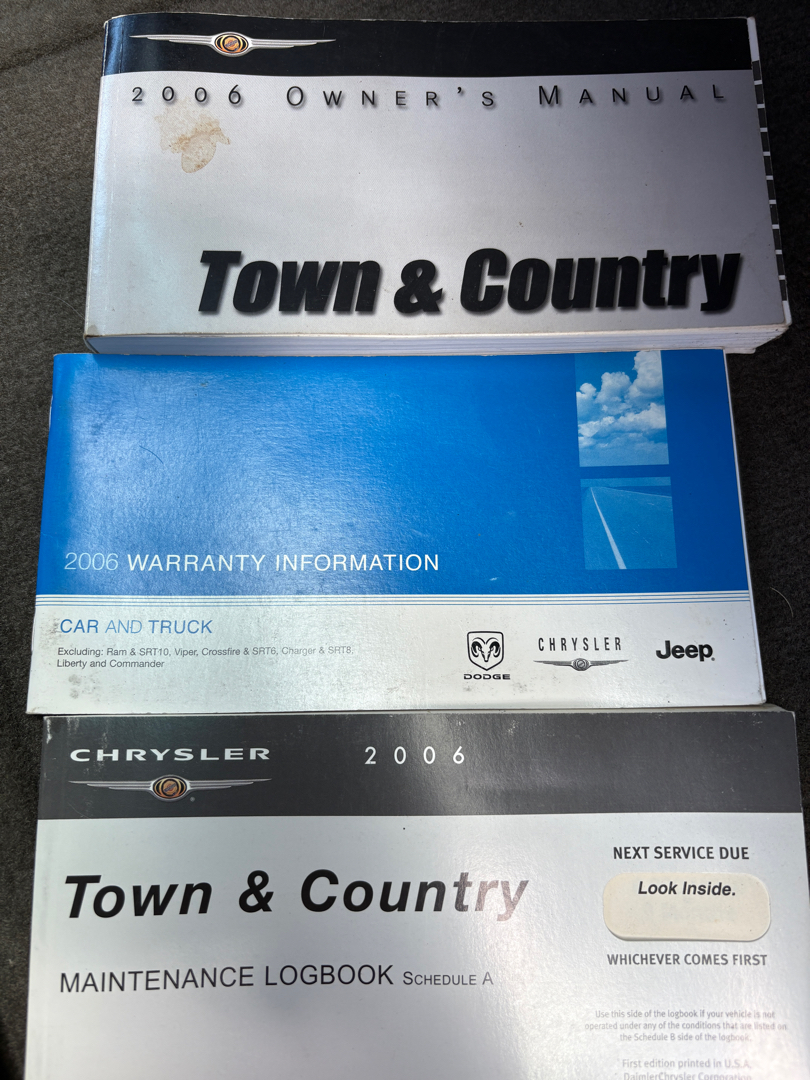 2006 OWNER'S MANUAL
Town & Country
2006 WARRANTY INFORMATION
CAR AND TRUCK
Excluding: Ram & SRT10, Viper, Crossfire & SRT6, Charger & SRT8,
Liberty and Commander
DODGE
CHRYSLER
Jeep®
CHRYSLER
2006
Town & Country
MAINTENANCE LOGBOOK SCHEDULE A
NEXT SERVICE DUE
Look Inside.
WHICHEVER COMES FIRST
Use this side of the logbook if your vehicle is not
operated under any of the conditions that are listed on
the Schedule B side of the logbook.
First edition printed in U.S.A.
DaimlerChrysler Corporation